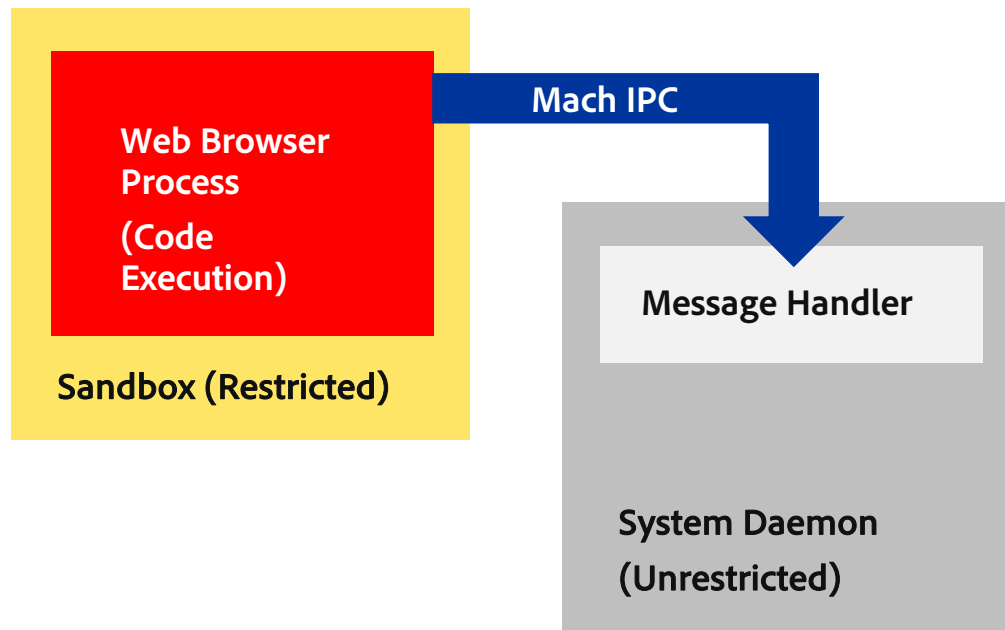 Mach IPC
Web Browser
Process
(Code
Execution)
Sandbox (Restricted)
Message Handler
System Daemon
(Unrestricted)